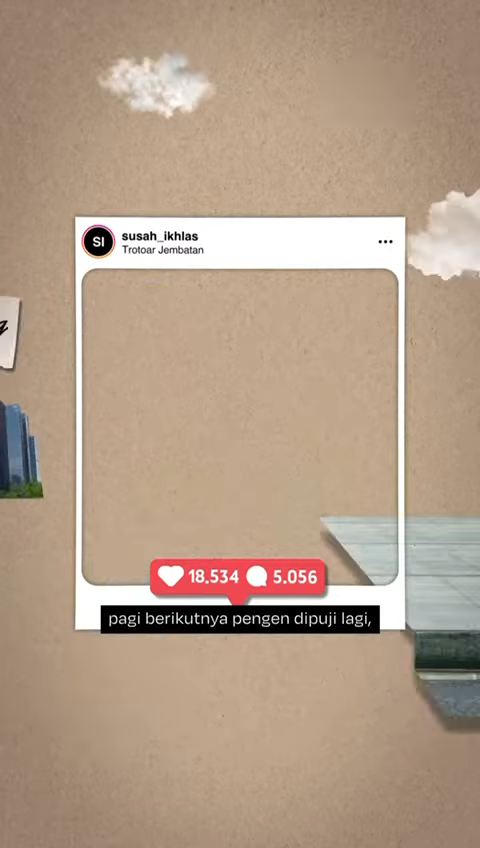 SI
susah_ikhlas
Trotoar Jembatan
18.534 5.056
pagi berikutnya pengen dipuji lagi,